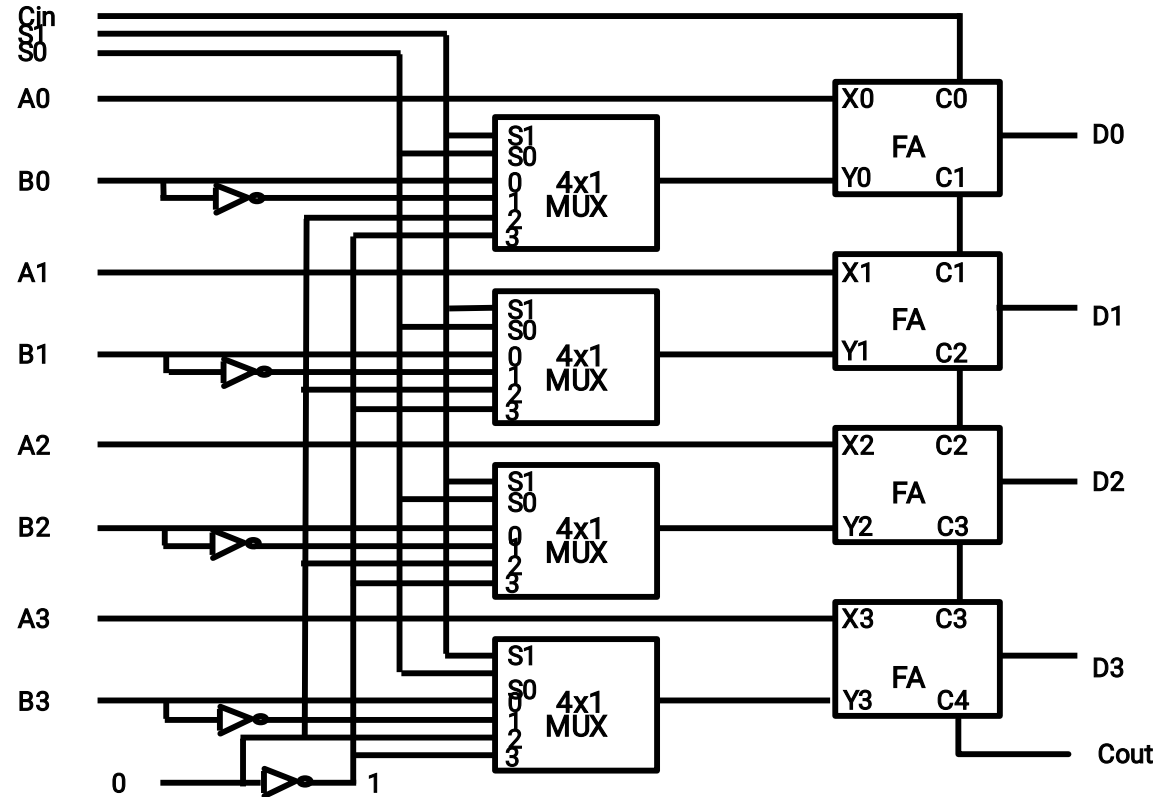 Cin
S1
S0
A0
X0 C0
FA
Y0 C1
D0
S1
S0
0
1
2
3
4x1
MUX
B0
A1
X1 C1
FA
Y1 C2
D1
S1
S0
0
1
2
3
4x1
MUX
B1
A2
X2 C2
FA
Y2 C3
D2
S1
S0
0
1
2
3
4x1
MUX
B2
A3
X3 C3
FA
Y3 C4
D3
S1
S0
0
1
2
3
4x1
MUX
B3
Cout
0
1